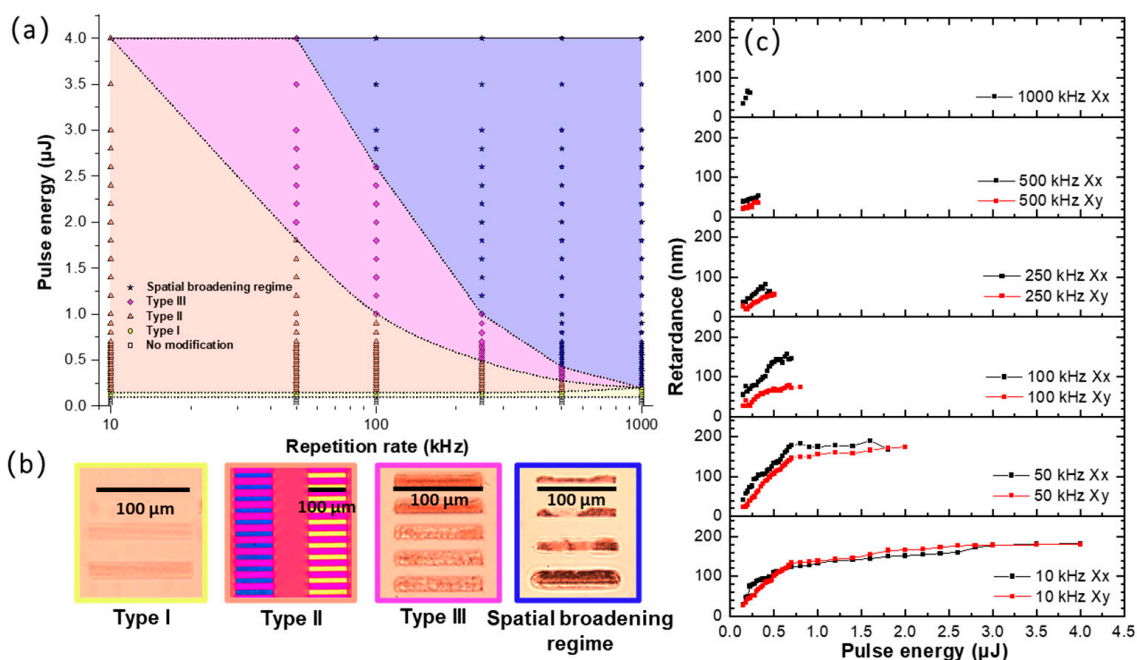 (a)
Pulse energy (μJ)
4.0
3.5
3.0
2.5
2.0
1.5
1.0
0.5
0.0
Spatial broadening regime
Type III
Type II
Type I
No modification
10
100
1000
Repetition rate (kHz)
(b)
100 μm
100 μm
100 μm
100 μm
Type I
Type II
Type III
Spatial broadening
regime
(c)
Retardance (nm)
200
100
0
1000 kHz Xx
200
100
0
500 kHz Xx
500 kHz Xy
200
100
0
250 kHz Xx
250 kHz Xy
200
100
0
100 kHz Xx
100 kHz Xy
200
100
0
50 kHz Xx
50 kHz Xy
200
100
0
10 kHz Xx
10 kHz Xy
0.0 0.5 1.0 1.5 2.0 2.5 3.0 3.5 4.0 4.5
Pulse energy (μJ)